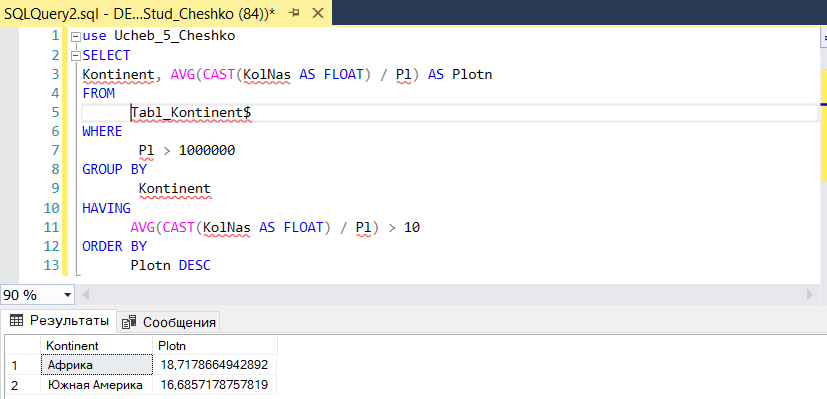 SQLQuery2.sql - DE...Stud_Cheshko (84))*
1 use Ucheb_5_Cheshko
2 SELECT
3 Kontinent, AVG(CAST(KolNas AS FLOAT) / Pl) AS Plotn
4 FROM
5 Tabl_Kontinent$
6 WHERE
7 Pl > 1000000
8 GROUP BY
9 Kontinent
10 HAVING
11 AVG(CAST(KolNas AS FLOAT) / Pl) > 10
12 ORDER BY
13 Plotn DESC
90 %
Результаты Сообщения
Kontinent Plotn
1 Африка 18,7178664942892
2 Южная Америка 16,6857178757819